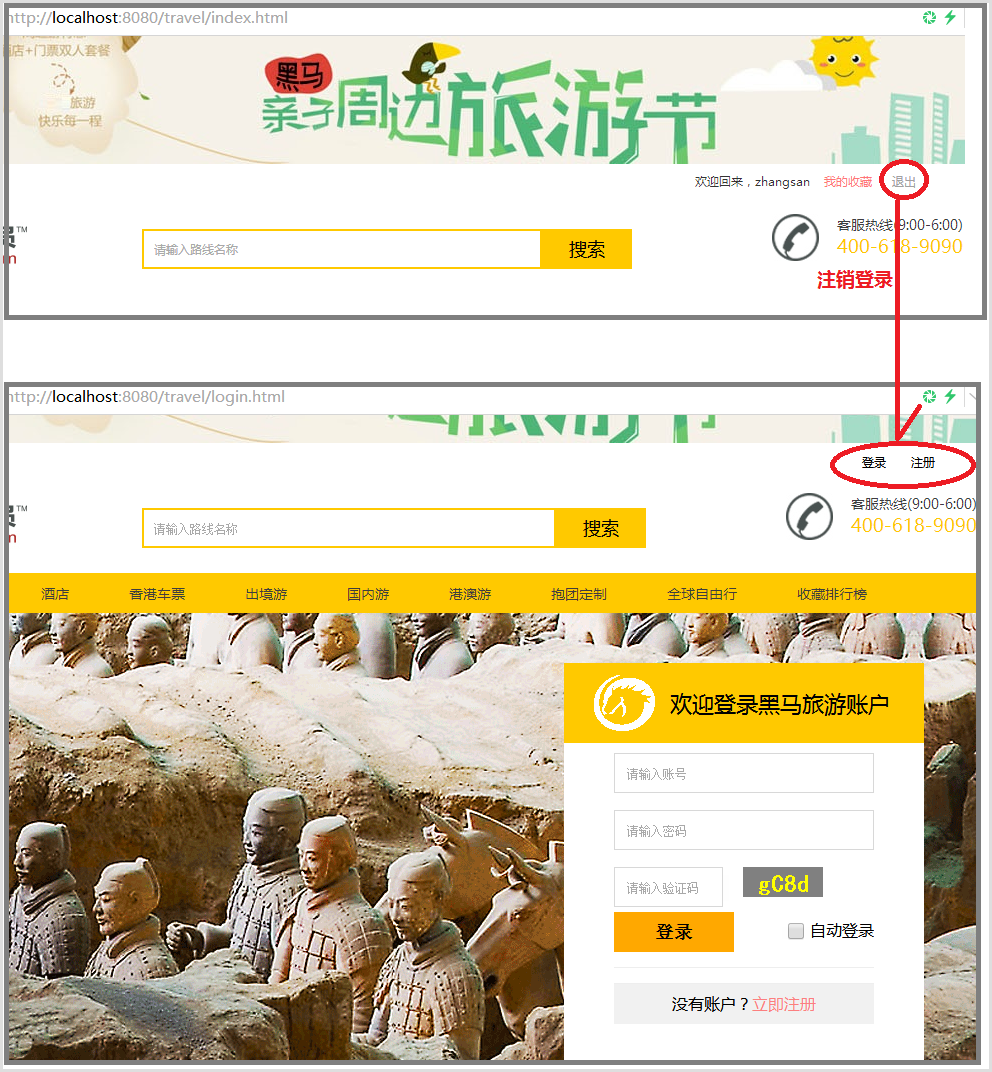 http://localhost:8080/travel/index.html
酒店+门票双人套餐
旅游
快乐每一程
黑马
亲子周边旅游节
欢迎回来，zhangsan 我的收藏 退出
TM
请输入路线名称 搜索
客服热线(9:00-6:00)
400-618-9090
注销登录
http://localhost:8080/travel/login.html
登录 注册
TM
请输入路线名称 搜索
客服热线(9:00-6:00)
400-618-9090
酒店 香港车票 出境游 国内游 港澳游 抱团定制 全球自由行 收藏排行榜
欢迎登录黑马旅游账户
请输入账号
请输入密码
请输入验证码 gC8d
登录 自动登录
没有账户？立即注册